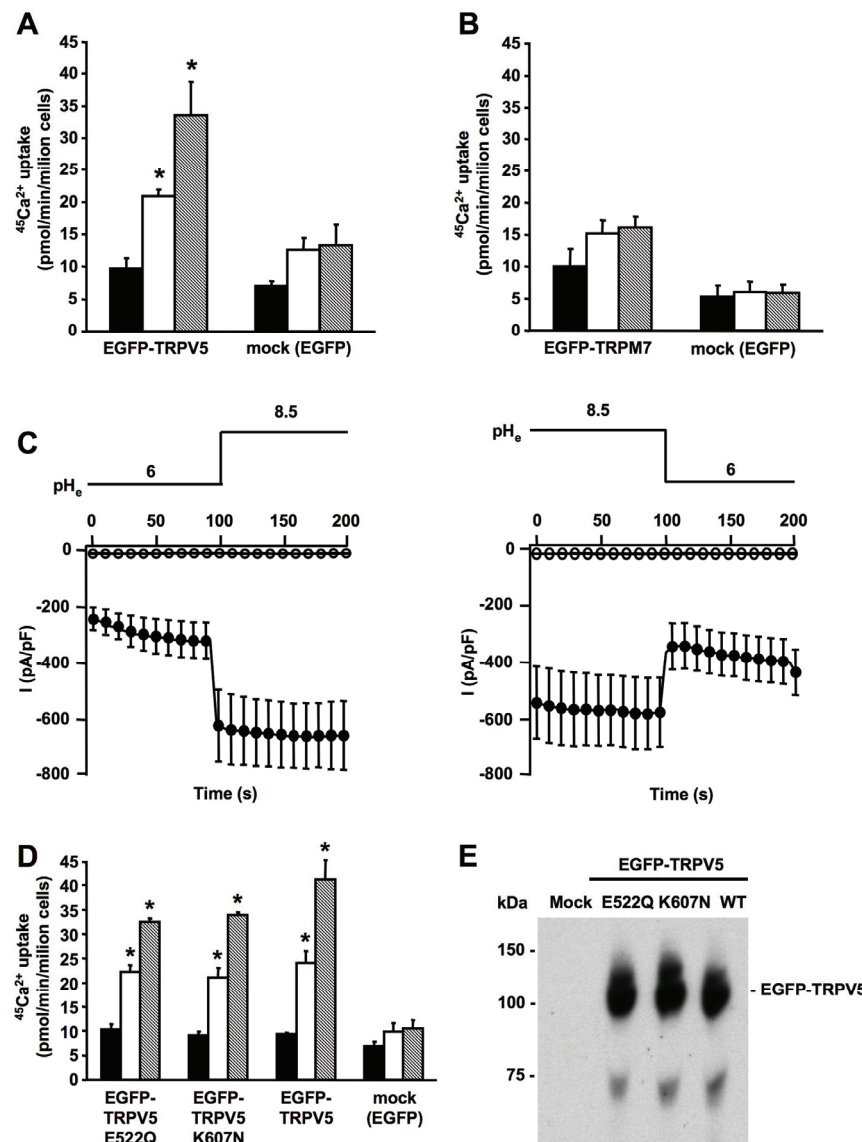 A
45
40
35
30
25
20
15
10
5
0
45Ca2+ uptake
(pmol/min/milion cells)
*
*
EGFP-TRPV5 mock (EGFP)
B
45
40
35
30
25
20
15
10
5
0
45Ca2+ uptake
(pmol/min/milion cells)
EGFP-TRPM7 mock (EGFP)
C
8.5
6
pHe
0 50 100 150 200
0
-200
-400
-600
-800
I (pA/pF)
Time (s)
8.5
6
pHe
0 50 100 150 200
0
-200
-400
-600
-800
I (pA/pF)
Time (s)
D
45
40
35
30
25
20
15
10
5
0
45Ca2+ uptake
(pmol/min/milion cells)
* * * * * *
EGFP-
TRPV5
E522Q
EGFP-
TRPV5
K607N
EGFP-
TRPV5
mock
(EGFP)
E
EGFP-TRPV5
kDa Mock E522Q K607N WT
150 -
100 -
75 -
- EGFP-TRPV5